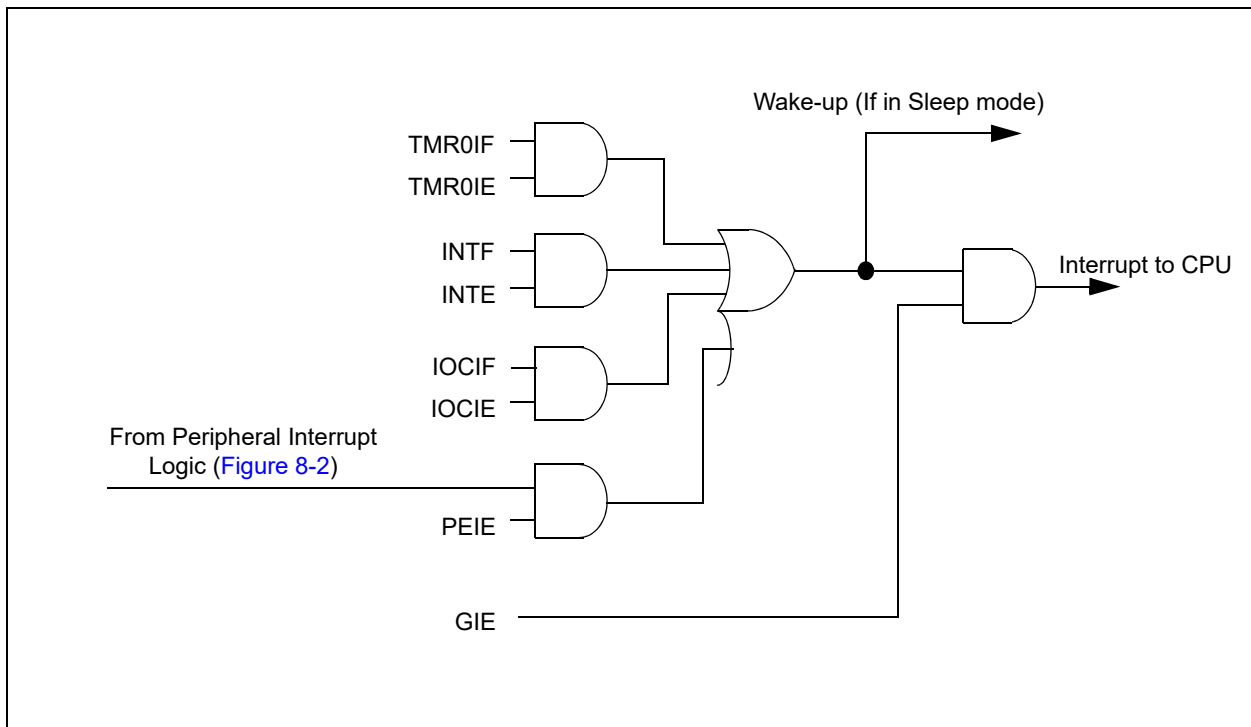 Wake-up (If in Sleep mode)
TMR0IF
TMR0IE
INTF
INTE
Interrupt to CPU
IOCIF
IOCIE
From Peripheral Interrupt
Logic (Figure 8-2)
PEIE
GIE